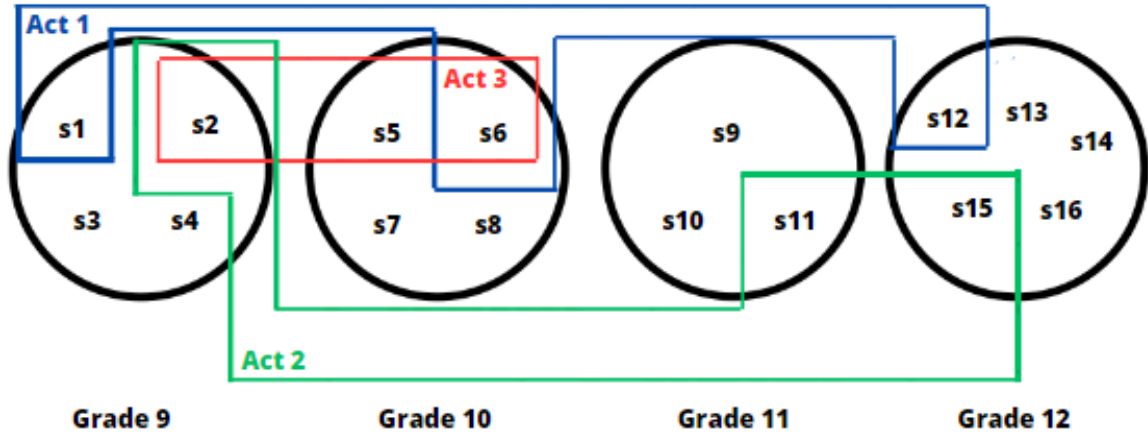 Act 1
Act 3
s1 s2 s5 s6 s9 s12 s13 s14
s3 s4 s7 s8 s10 s11 s15 s16
Act 2
Grade 9 Grade 10 Grade 11 Grade 12